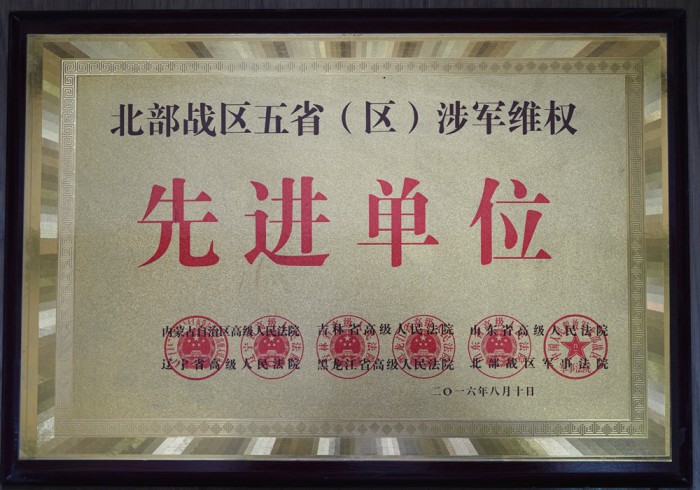 北部战区五省（区）涉军维权
先进单位
内蒙古自治区高级人民法院 吉林省高级人民法院 山东省高级人民法院
辽宁省高级人民法院 黑龙江省高级人民法院 北部战区军事法院
二〇一六年八月十日